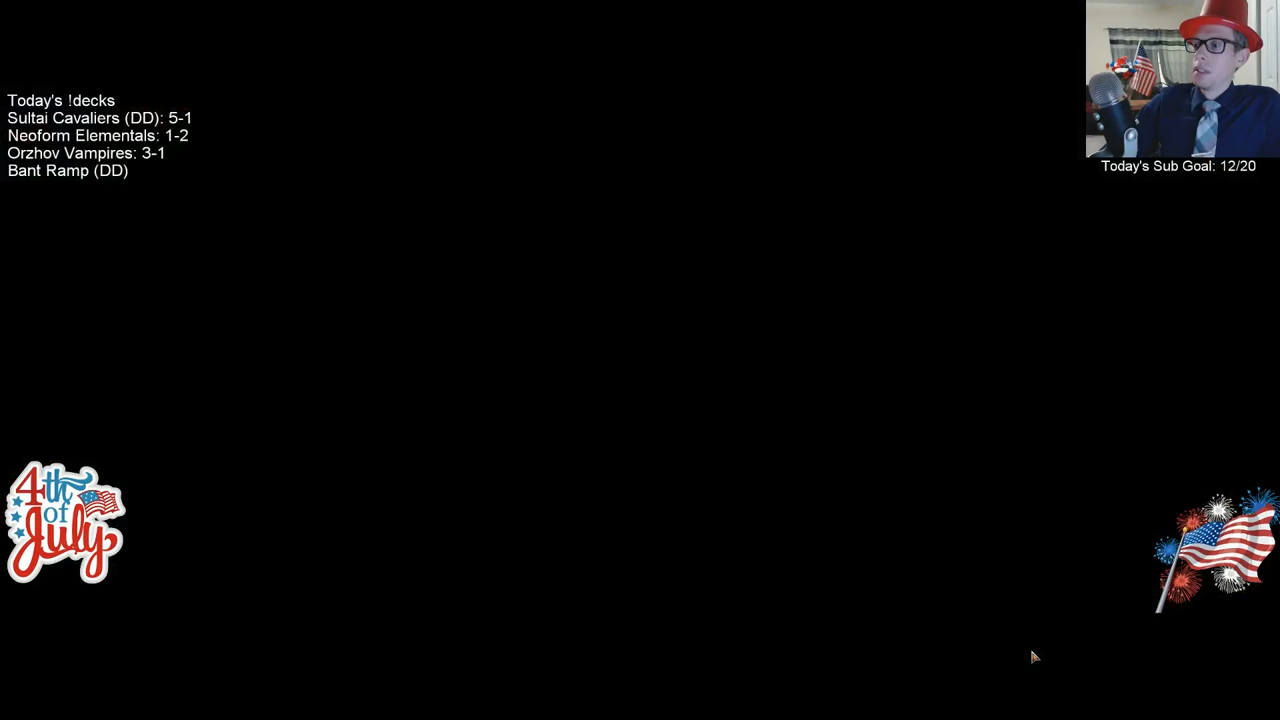 Today's !decks
Sultai Cavaliers (DD): 5-1
Neoform Elementals: 1-2
Orzhov Vampires: 3-1
Bant Ramp (DD)
Today's Sub Goal: 12/20
4th
of
July